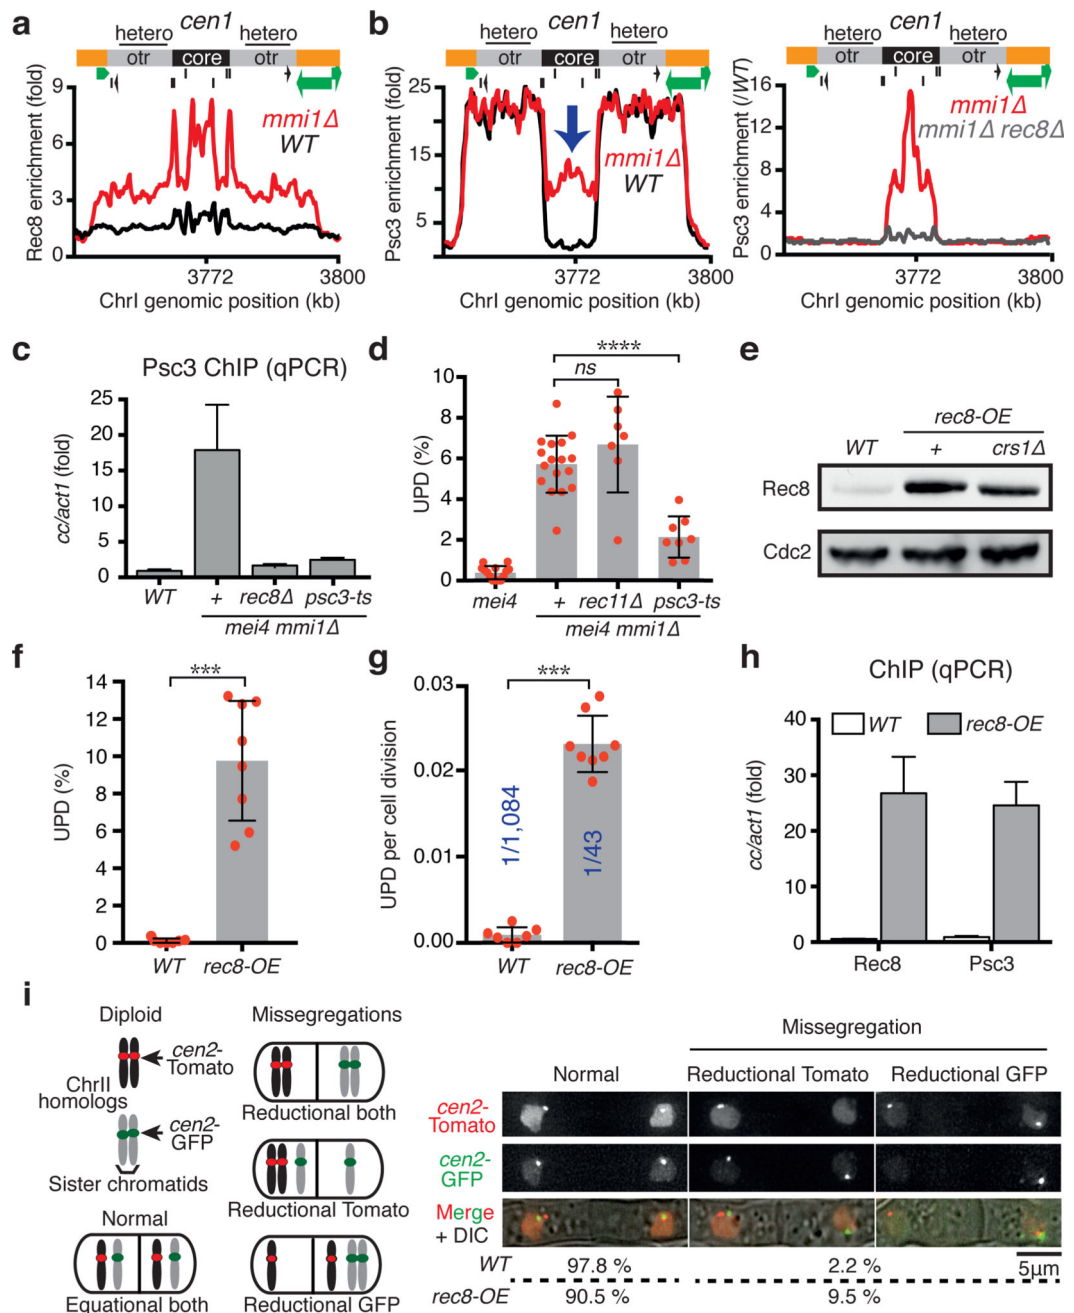 a
cen1
hetero
hetero
otr
core
otr
Rec8 enrichment (fold)
9
6
3
0
mmi1Δ
WT
3772
3800
ChrI genomic position (kb)
b
cen1
hetero
hetero
otr
core
otr
Psc3 enrichment (fold)
25
15
5
mmi1Δ
WT
3772
3800
ChrI genomic position (kb)
hetero
cen1
hetero
otr
core
otr
Psc3 enrichment (/WT)
16
12
8
4
0
mmi1Δ
mmi1Δ rec8Δ
3772
3800
ChrI genomic position (kb)
c
Psc3 ChIP (qPCR)
cc/act1 (fold)
25
20
15
10
5
0
WT
+
rec8Δ
psc3-ts
mei4 mmi1Δ
d
****
ns
UPD (%)
10
8
6
4
2
0
mei4
+
rec11Δ
psc3-ts
mei4 mmi1Δ
e
rec8-OE
WT
+
crs1Δ
Rec8
Cdc2
f
***
UPD (%)
14
12
10
8
6
4
2
0
WT
rec8-OE
g
***
UPD per cell division
0.03
0.02
0.01
0.00
1/1,084
1/43
WT
rec8-OE
h
ChIP (qPCR)
WT
rec8-OE
cc/act1 (fold)
40
30
20
10
0
Rec8
Psc3
i
Diploid
cen2-
Tomato
ChrII
homologs
cen2-
GFP
Sister chromatids
Normal
Equational both
Missegregations
Reductional both
Reductional Tomato
Reductional GFP
Missegregation
Normal
Reductional Tomato
Reductional GFP
cen2-
Tomato
cen2-
GFP
Merge
+ DIC
5μm
WT
97.8 %
2.2 %
rec8-OE
90.5 %
9.5 %